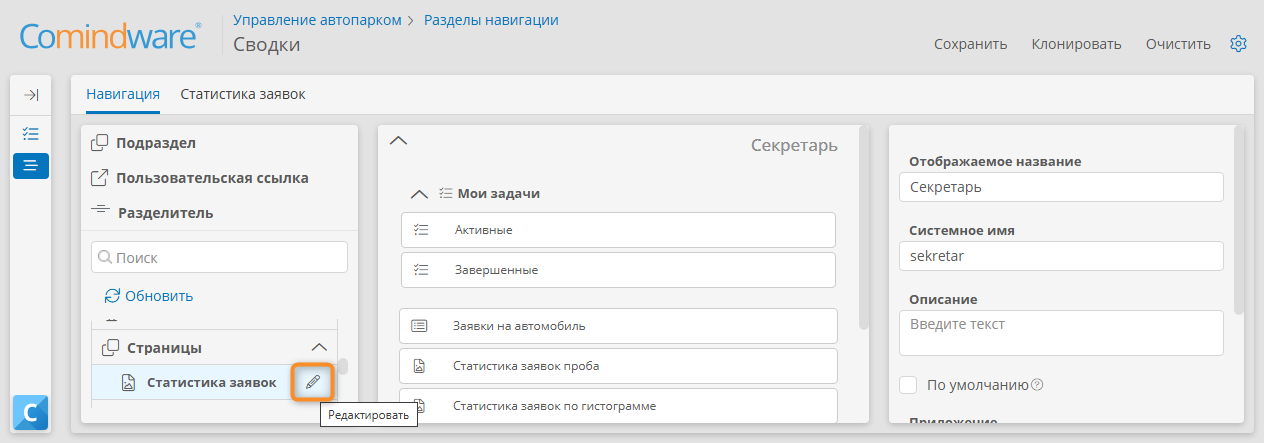 Comindware®
Управление автопарком > Разделы навигации
Сводки
Сохранить Клонировать Очистить
Навигация Статистика заявок
Подраздел
Пользовательская ссылка
Разделитель
Поиск
Обновить
Страницы
Статистика заявок
Редактировать
Секретарь
Мои задачи
Активные
Завершенные
Заявки на автомобиль
Статистика заявок проба
Статистика заявок по гистограмме
Отображаемое название
Секретарь
Системное имя
sekretar
Описание
Введите текст
По умолчанию
Приложение
C